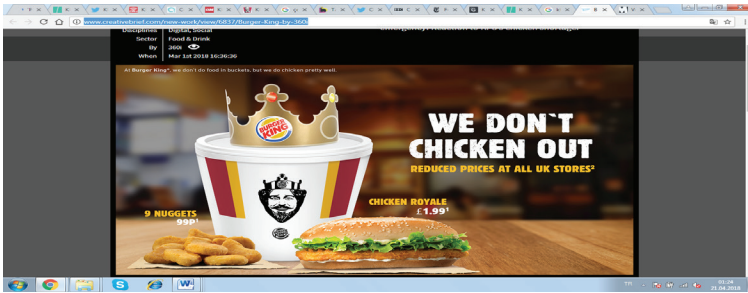 www.creativebrief.com/new-work/view/6837/Burger-King-by-360i
Disciplines Digital, Social
Sector Food & Drink
By 360i
When Mar 1st 2018 16:36:36
At Burger King®, we don't do food in buckets, but we do chicken pretty well.
BURGER
KING
WE DON`T
CHICKEN OUT
REDUCED PRICES AT ALL UK STORES²
CHICKEN ROYALE
£1.99¹
9 NUGGETS
99P¹
TR
01:24
21.04.2018